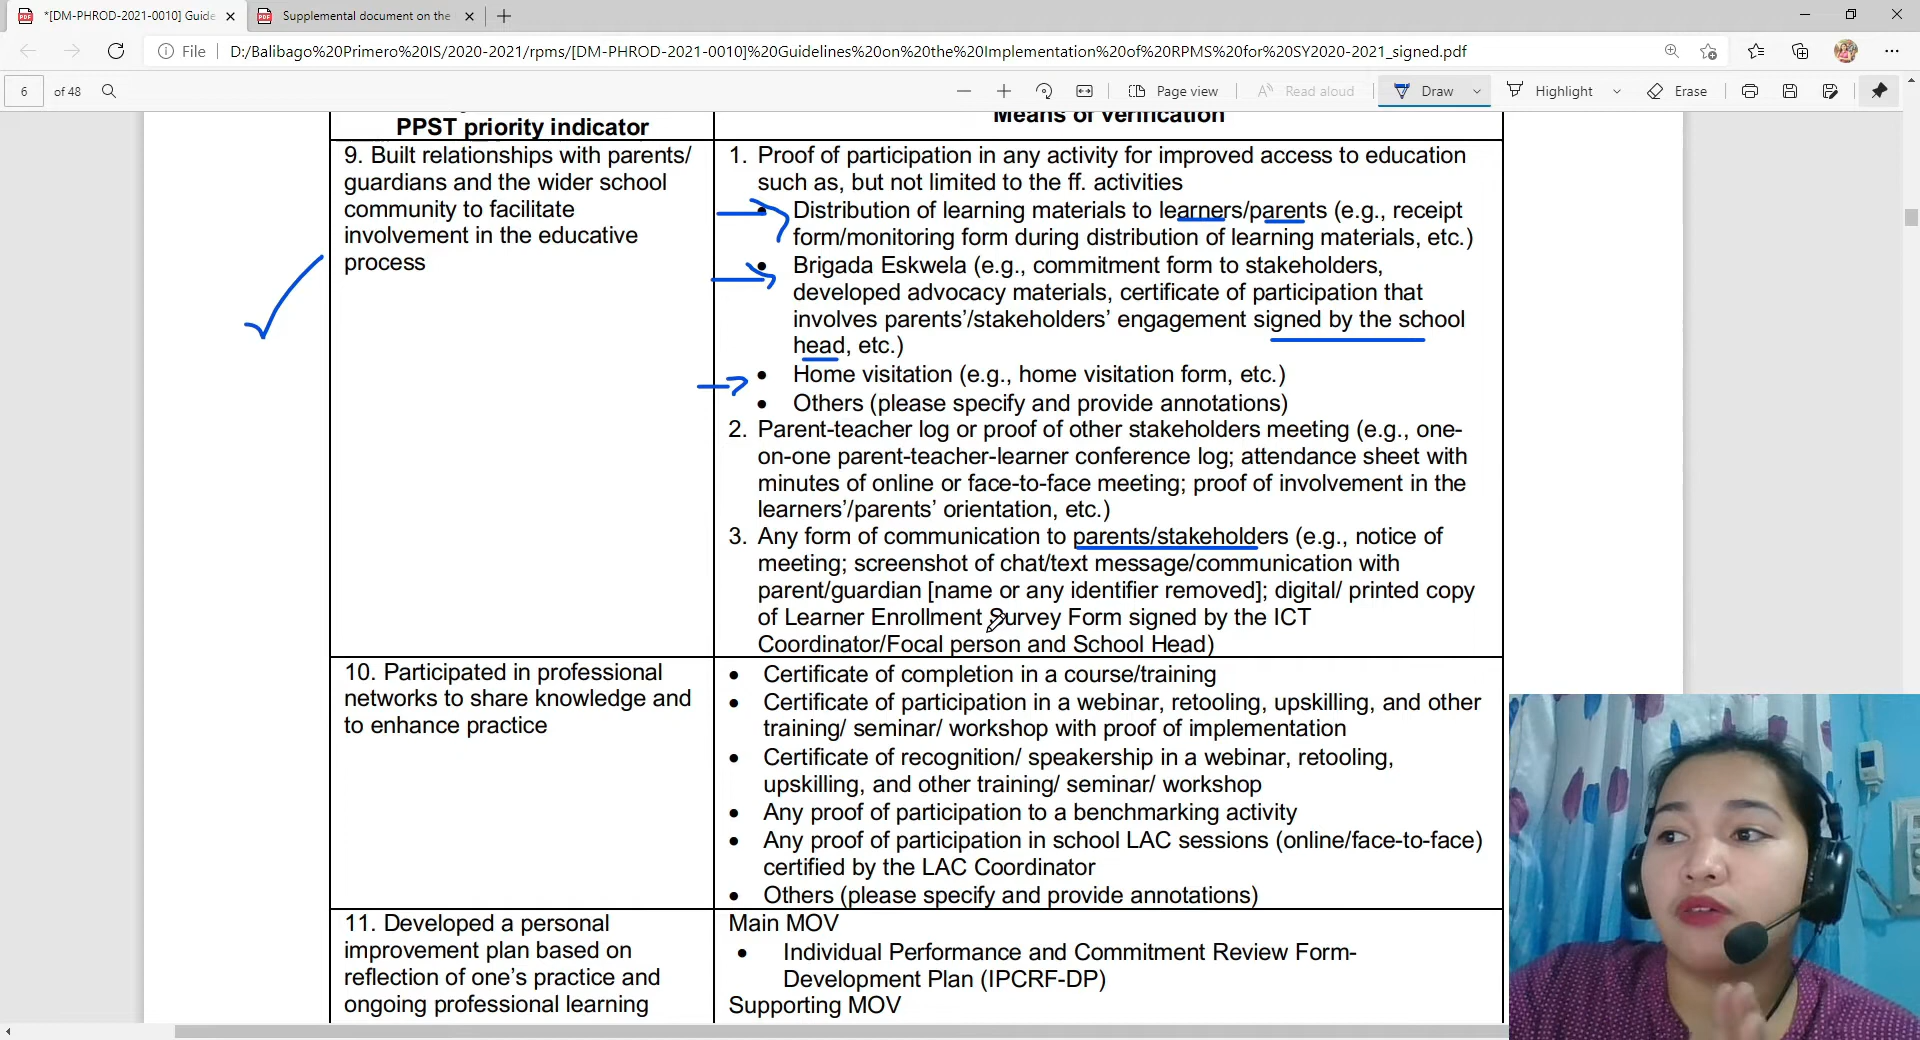 *[DM-PHROD-2021-0010] Guide
Supplemental document on the
File
D:/Balibago%20Primero%20IS/2020-2021/rpms/[DM-PHROD-2021-0010]%20Guidelines%20on%20the%20Implementation%20of%20RPMS%20for%20SY2020-2021_signed.pdf
6 of 48
Page view
Read aloud
Draw
Highlight
Erase
PPST priority indicator
Means of verification
9. Built relationships with parents/
guardians and the wider school
community to facilitate
involvement in the educative
process
1. Proof of participation in any activity for improved access to education
such as, but not limited to the ff. activities
• Distribution of learning materials to learners/parents (e.g., receipt
form/monitoring form during distribution of learning materials, etc.)
• Brigada Eskwela (e.g., commitment form to stakeholders,
developed advocacy materials, certificate of participation that
involves parents’/stakeholders’ engagement signed by the school
head, etc.)
• Home visitation (e.g., home visitation form, etc.)
• Others (please specify and provide annotations)
2. Parent-teacher log or proof of other stakeholders meeting (e.g., one-
on-one parent-teacher-learner conference log; attendance sheet with
minutes of online or face-to-face meeting; proof of involvement in the
learners’/parents’ orientation, etc.)
3. Any form of communication to parents/stakeholders (e.g., notice of
meeting; screenshot of chat/text message/communication with
parent/guardian [name or any identifier removed]; digital/ printed copy
of Learner Enrollment Survey Form signed by the ICT
Coordinator/Focal person and School Head)
10. Participated in professional
networks to share knowledge and
to enhance practice
• Certificate of completion in a course/training
• Certificate of participation in a webinar, retooling, upskilling, and other
training/ seminar/ workshop with proof of implementation
• Certificate of recognition/ speakership in a webinar, retooling,
upskilling, and other training/ seminar/ workshop
• Any proof of participation to a benchmarking activity
• Any proof of participation in school LAC sessions (online/face-to-face)
certified by the LAC Coordinator
• Others (please specify and provide annotations)
11. Developed a personal
improvement plan based on
reflection of one’s practice and
ongoing professional learning
Main MOV
• Individual Performance and Commitment Review Form-
Development Plan (IPCRF-DP)
Supporting MOV